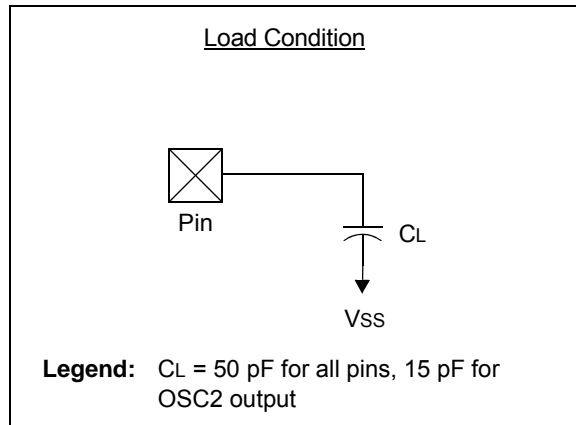 Load Condition
Pin
CL
VSS
Legend: CL = 50 pF for all pins, 15 pF for
OSC2 output